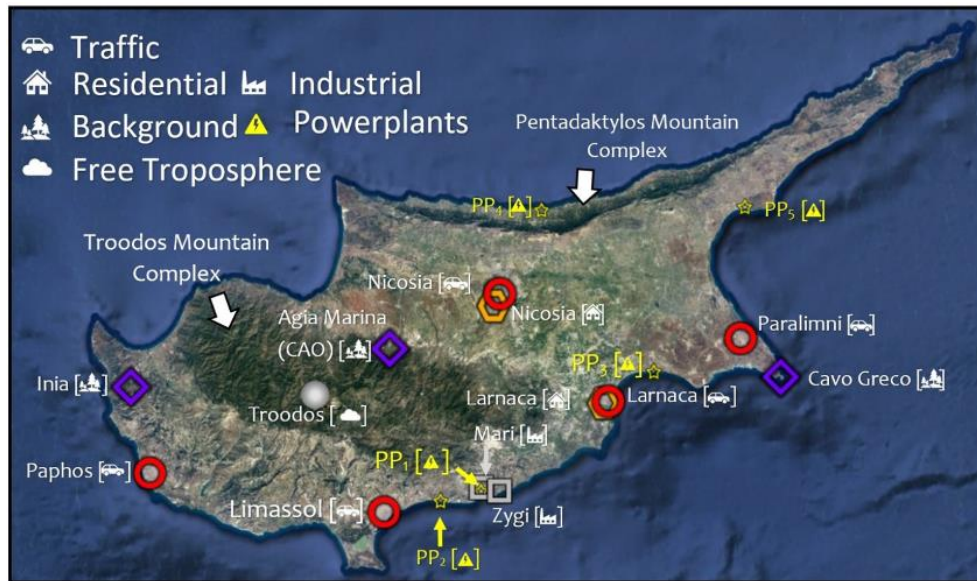 Traffic
Residential Industrial
Background Powerplants
Free Troposphere
Pentadaktylos Mountain
Complex
PP4 [ ]
PP5 [ ]
Troodos Mountain
Complex
Nicosia [ ]
Agia Marina
(CAO) [ ]
Nicosia [ ]
Paralimni [ ]
Inia [ ]
PP3 [ ]
Cavo Greco [ ]
Larnaca [ ]
Larnaca [ ]
Troodos [ ]
Mari [ ]
Paphos [ ]
PP1 [ ]
Limassol [ ]
Zygi [ ]
PP2 [ ]